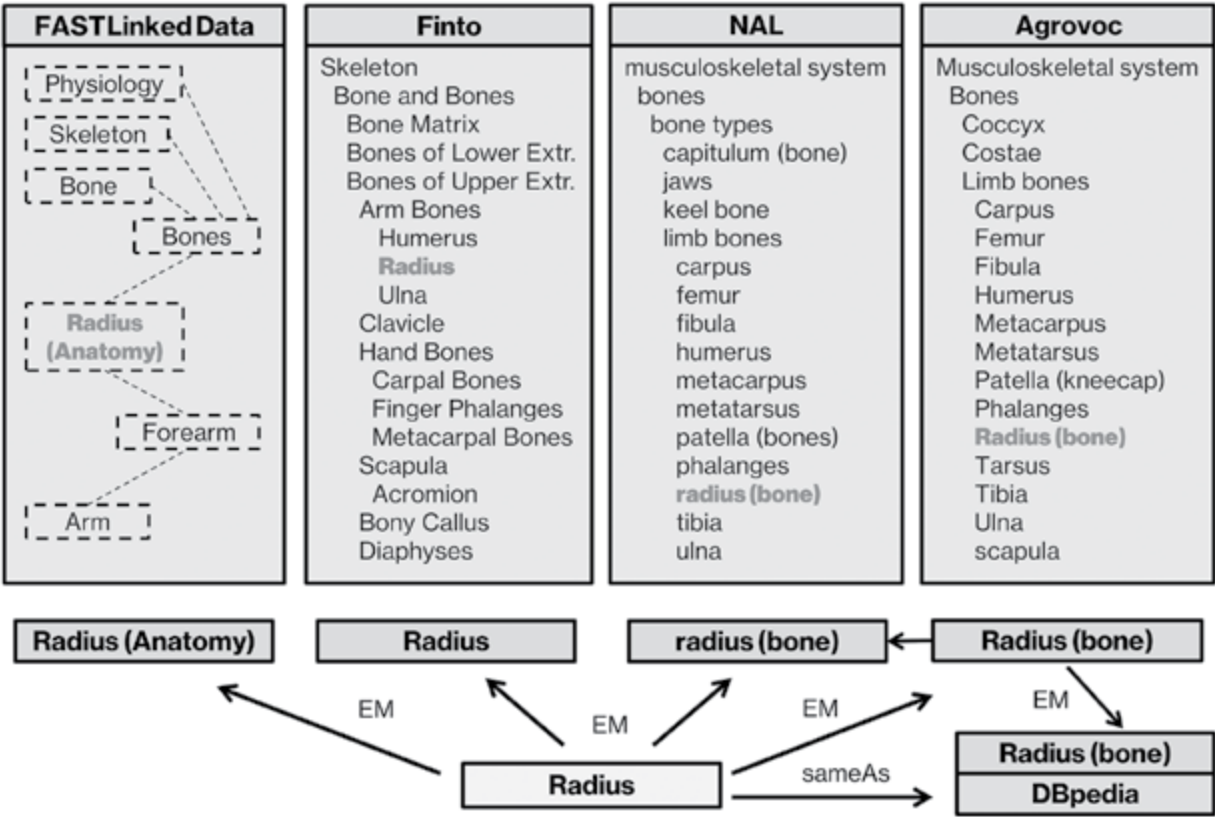 FAST Linked Data
Physiology
Skeleton
Bone
Bones
Radius
(Anatomy)
Forearm
Arm
Finto
Skeleton
Bone and Bones
Bone Matrix
Bones of Lower Extr.
Bones of Upper Extr.
Arm Bones
Humerus
Radius
Ulna
Clavicle
Hand Bones
Carpal Bones
Finger Phalanges
Metacarpal Bones
Scapula
Acromion
Bony Callus
Diaphyses
NAL
musculoskeletal system
bones
bone types
capitulum (bone)
jaws
keel bone
limb bones
carpus
femur
fibula
humerus
metacarpus
metatarsus
patella (bones)
phalanges
radius (bone)
tibia
ulna
Agrovoc
Musculoskeletal system
Bones
Coccyx
Costae
Limb bones
Carpus
Femur
Fibula
Humerus
Metacarpus
Metatarsus
Patella (kneecap)
Phalanges
Radius (bone)
Tarsus
Tibia
Ulna
scapula
Radius (Anatomy)
Radius
radius (bone)
Radius (bone)
EM
EM
EM
EM
Radius
sameAs
Radius (bone)
DBpedia